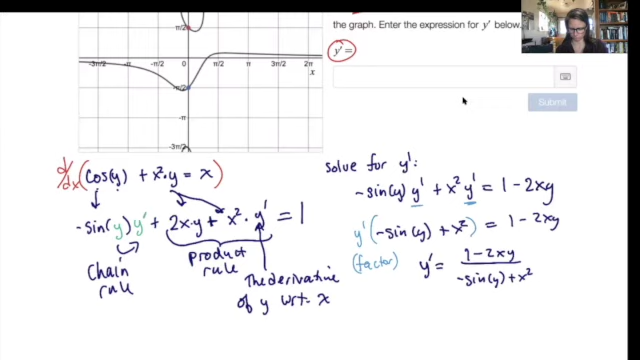 the graph. Enter the expression for y' below.
y' =
Submit
π/2
-3π/2 -π -π/2 0 π/2 π 3π/2 2π
x
-π/2
-π
-3π/2
d/dx (cos(y) + x²·y = x)
-sin(y) y' + 2x·y + x²·y' = 1
chain rule
product rule
The derivative of y wrt x
solve for y':
-sin(y) y' + x² y' = 1 - 2xy
y' (-sin(y) + x²) = 1 - 2xy
(factor)
y' = (1 - 2xy)/(-sin(y) + x²)